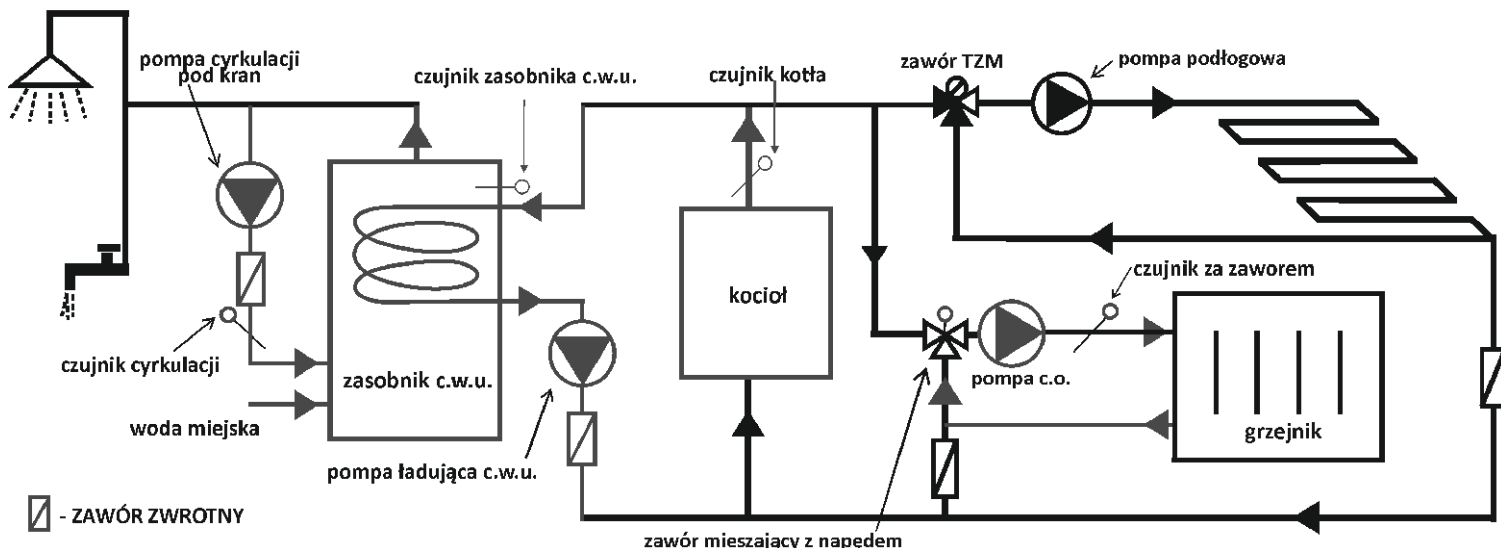 pompa cyrkulacji
pod kran
czujnik zasobnika c.w.u.
czujnik kotła
zawór TZM
pompa podłogowa
czujnik za zaworem
kocioł
czujnik cyrkulacji
zasobnik c.w.u.
pompa c.o.
woda miejska
grzejnik
pompa ładująca c.w.u.
- ZAWÓR ZWROTNY
zawór mieszający z napędem